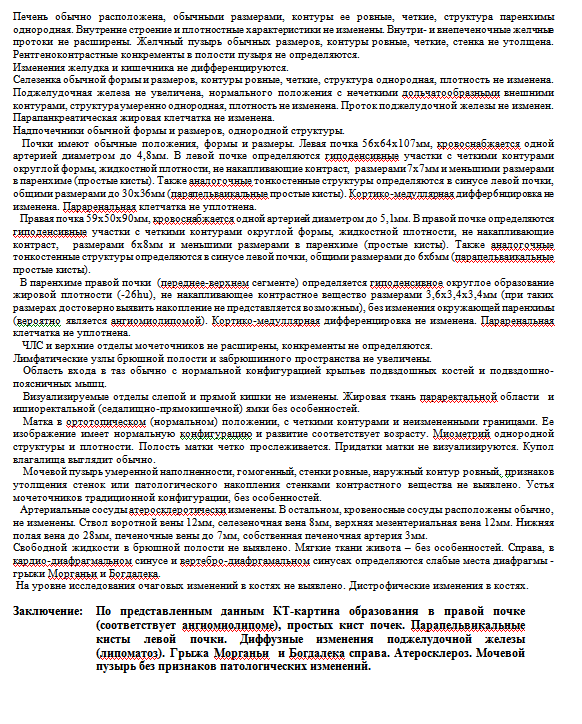 Печень обычно расположена, обычными размерами, контуры ее ровные, четкие, структура паренхимы
однородная. Внутренние строение и плотностные характеристики не изменены. Внутри- и внепеченочные желчные
протоки не расширены. Желчный пузырь обычных размеров, контуры ровные, четкие, стенка не утолщена.
Рентгеноконтрастные конкременты в полости пузыря не определяются.
Изменения желудка и кишечника не дифференцируются.
Селезенка обычной формы и размеров, контуры ровные, четкие, структура однородная, плотность не изменена.
Поджелудочная железа не увеличена, нормального положения с нечеткими дольчатообразными внешними
контурами, структура умеренно однородная, плотность не изменена. Проток поджелудочной железы не изменен.
Парапанкреатическая жировая клетчатка не изменена.
Надпочечники обычной формы и размеров, однородной структуры.
Почки имеют обычные положения, формы и размеры. Левая почка 56х64х107мм, кровоснабжается одной
артерией диаметром до 4,8мм. В левой почке определяются гиподенсивные участки с четкими контурами
округлой формы, жидкостной плотности, не накапливающие контраст, размерами 7х7мм и меньшими размерами
в паренхиме (простые кисты). Также аналогочные тонкостенные структуры определяются в синусе левой почки,
общими размерами до 30х36мм (парапельвикальные простые кисты). Кортико-медуллярная дифференцировка не
изменена. Параренальная клетчатка не уплотнена.
Правая почка 59х50х90мм, кровоснабжается одной артерией диаметром до 5,1мм. В правой почке определяются
гиподенсивные участки с четкими контурами округлой формы, жидкостной плотности, не накапливающие
контраст, размерами 6х8мм и меньшими размерами в паренхиме (простые кисты). Также аналогочные
тонкостенные структуры определяются в синусе левой почки, общими размерами до 6х6мм (парапельвикальные
простые кисты).
В паренхиме правой почки (переднее-верхнем сегменте) определяется гиподенсивное округлое образование
жировой плотности (-26hu), не накапливающее контрастное вещество размерами 3,6х3,4х3,4мм (при таких
размерах достоверно выявить накопление не представляется возможным), без изменения окружающей паренхимы
(вероятно является ангиомиолипомой). Кортико-медуллярная дифференцировка не изменена. Параренальная
клетчатка не уплотнена.
ЧЛС и верхние отделы мочеточников не расширены, конкременты не определяются.
Лимфатические узлы брюшной полости и забрюшинного пространства не увеличены.
Область входа в таз обычно с нормальной конфигурацией крыльев подвздошных костей и подвздошно-
поясничных мышц.
Визуализируемые отделы слепой и прямой кишки не изменены. Жировая ткань параректальной области и
ишиоректальной (седалищно-прямокишечной) ямки без особенностей.
Матка в ортотопическом (нормальном) положении, с четкими контурами и неизмененными границами. Ее
изображение имеет нормальную конфигурацию и развитие соответствует возрасту. Миометрий однородной
структуры и плотности. Полость матки четко прослеживается. Придатки матки не визуализируются. Купол
влагалища выглядит обычно.
Мочевой пузырь умеренной наполненности, гомогенный, стенки ровные, наружный контур ровный, признаков
утолщения стенок или патологического накопления стенками контрастного вещества не выявлено. Устья
мочеточников традиционной конфигурации, без особенностей.
Артериальные сосуды атеросклеротически изменены. В остальном, кровеносные сосуды расположены обычно,
не изменены. Ствол воротной вены 12мм, селезеночная вена 8мм, верхняя мезентериальная вена 12мм. Нижняя
полая вена до 28мм, печеночные вены до 7мм, собственная печеночная артерия 3мм.
Свободной жидкости в брюшной полости не выявлено. Мягкие ткани живота – без особенностей. Справа, в
кардио-диафрагмальном синусе и вертебро-диафрагмальном синусах определяются слабые места диафрагмы -
грыжи Морганьи и Богдалека.
На уровне исследования очаговых изменений в костях не выявлено. Дистрофические изменения в костях.
Заключение: По представленным данным КТ-картина образования в правой почке
(соответствует ангиомиолипоме), простых кист почек. Парапельвикальные
кисты левой почки. Диффузные изменения поджелудочной железы
(липоматоз). Грыжа Морганьи и Богдалека справа. Атеросклероз. Мочевой
пузырь без признаков патологических изменений.